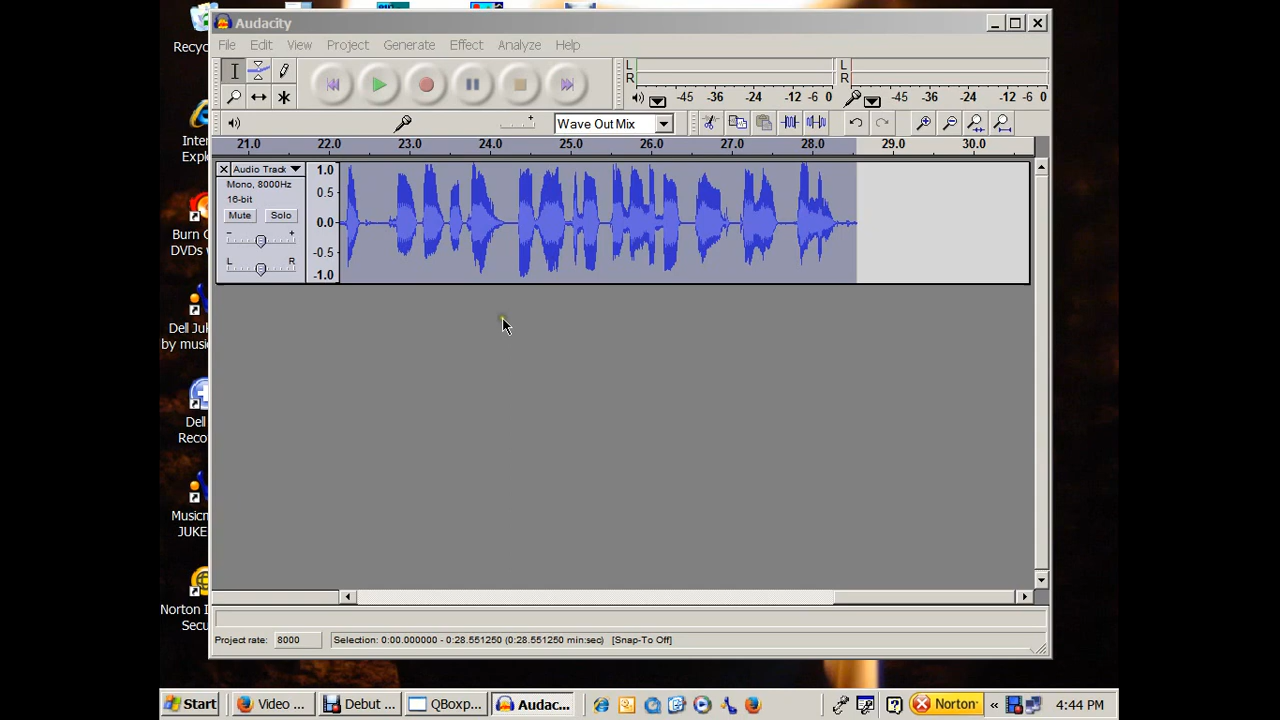 Audacity
File Edit View Project Generate Effect Analyze Help
L
R
-45 -36 -24 -12 -6 0
L
R
-45 -36 -24 -12 -6 0
Wave Out Mix
21.0 22.0 23.0 24.0 25.0 26.0 27.0 28.0 29.0 30.0
Audio Track
Mono, 8000Hz
16-bit
Mute Solo
- +
L R
1.0
0.5
0.0
-0.5
-1.0
Project rate: 8000
Selection: 0:00.000000 - 0:28.551250 (0:28.551250 min:sec) [Snap-To Off]
Recyc
Inter
Expl
Burn C
DVDs v
Dell Juk
by music
Dell
Reco
Musicm
JUKE
Norton I
Secu
Start
Video ...
Debut ...
QBoxp...
Audac...
Norton
«
4:44 PM